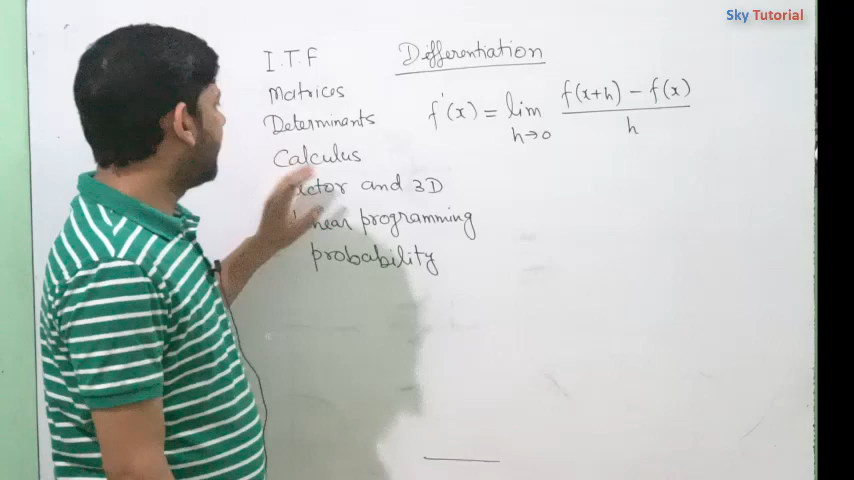 Sky Tutorial
I.T.F
Matrices
Determinants
Calculus
and 3D
programming
probability
Differentiation
f'(x) = lim h→0 f(x+h) - f(x) / h